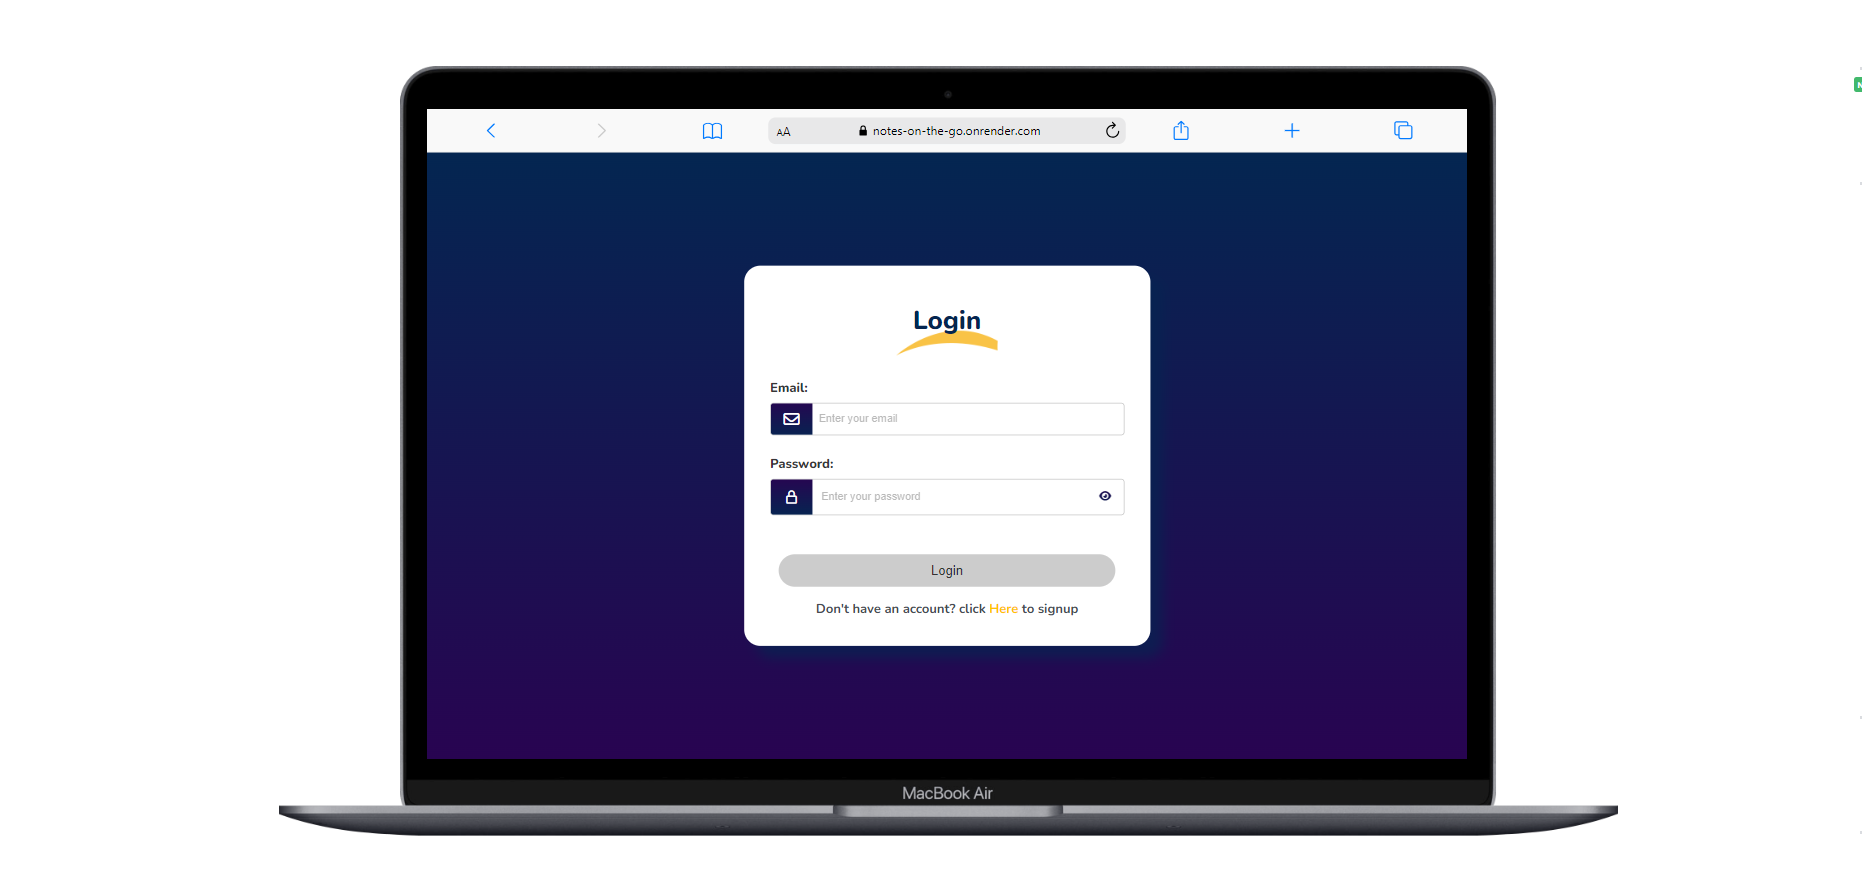 AA notes-on-the-go.onrender.com
Login
Email:
Enter your email
Password:
Enter your password
Login
Don't have an account? click Here to signup
MacBook Air